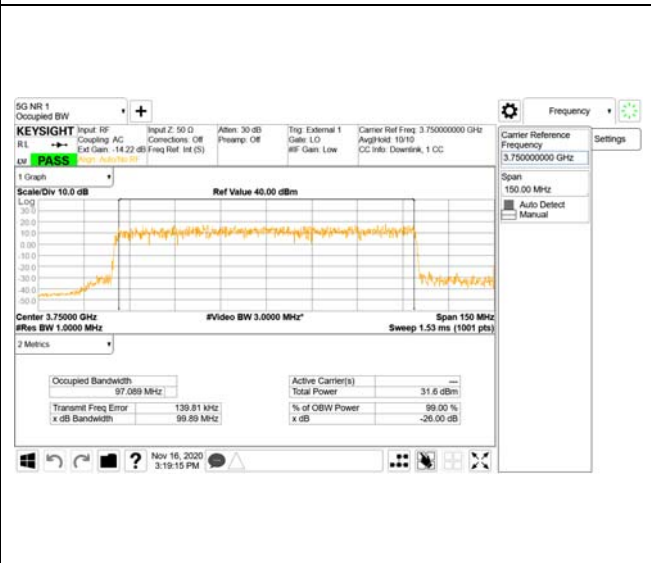 5G NR 1
Occupied BW
Frequency
KEYSIGHT
Input: RF
Coupling: AC
Ext Gain: -14.22 dB
Align: Auto/No RF
Input Z: 50 Ω
Corrections: Off
Freq Ref: Int (S)
Atten: 30 dB
Preamp: Off
Trig: External 1
Gate: LO
#IF Gain: Low
Carrier Ref Freq: 3.750000000 GHz
Avg|Hold: 10/10
CC Info: Downlink, 1 CC
RL
PASS
Carrier Reference
Frequency
3.750000000 GHz
Settings
Span
150.00 MHz
Auto Detect
Manual
1 Graph
Scale/Div 10.0 dB
Ref Value 40.00 dBm
Log
30.0
20.0
10.0
0.00
-10.0
-20.0
-30.0
-40.0
-50.0
Center 3.75000 GHz
#Video BW 3.0000 MHz*
Span 150 MHz
#Res BW 1.0000 MHz
Sweep 1.53 ms (1001 pts)
2 Metrics
Occupied Bandwidth
97.089 MHz
Transmit Freq Error 139.81 kHz
x dB Bandwidth 99.89 MHz
Active Carrier(s) ---
Total Power 31.6 dBm
% of OBW Power 99.00 %
x dB -26.00 dB
?
Nov 16, 2020
3:19:15 PM